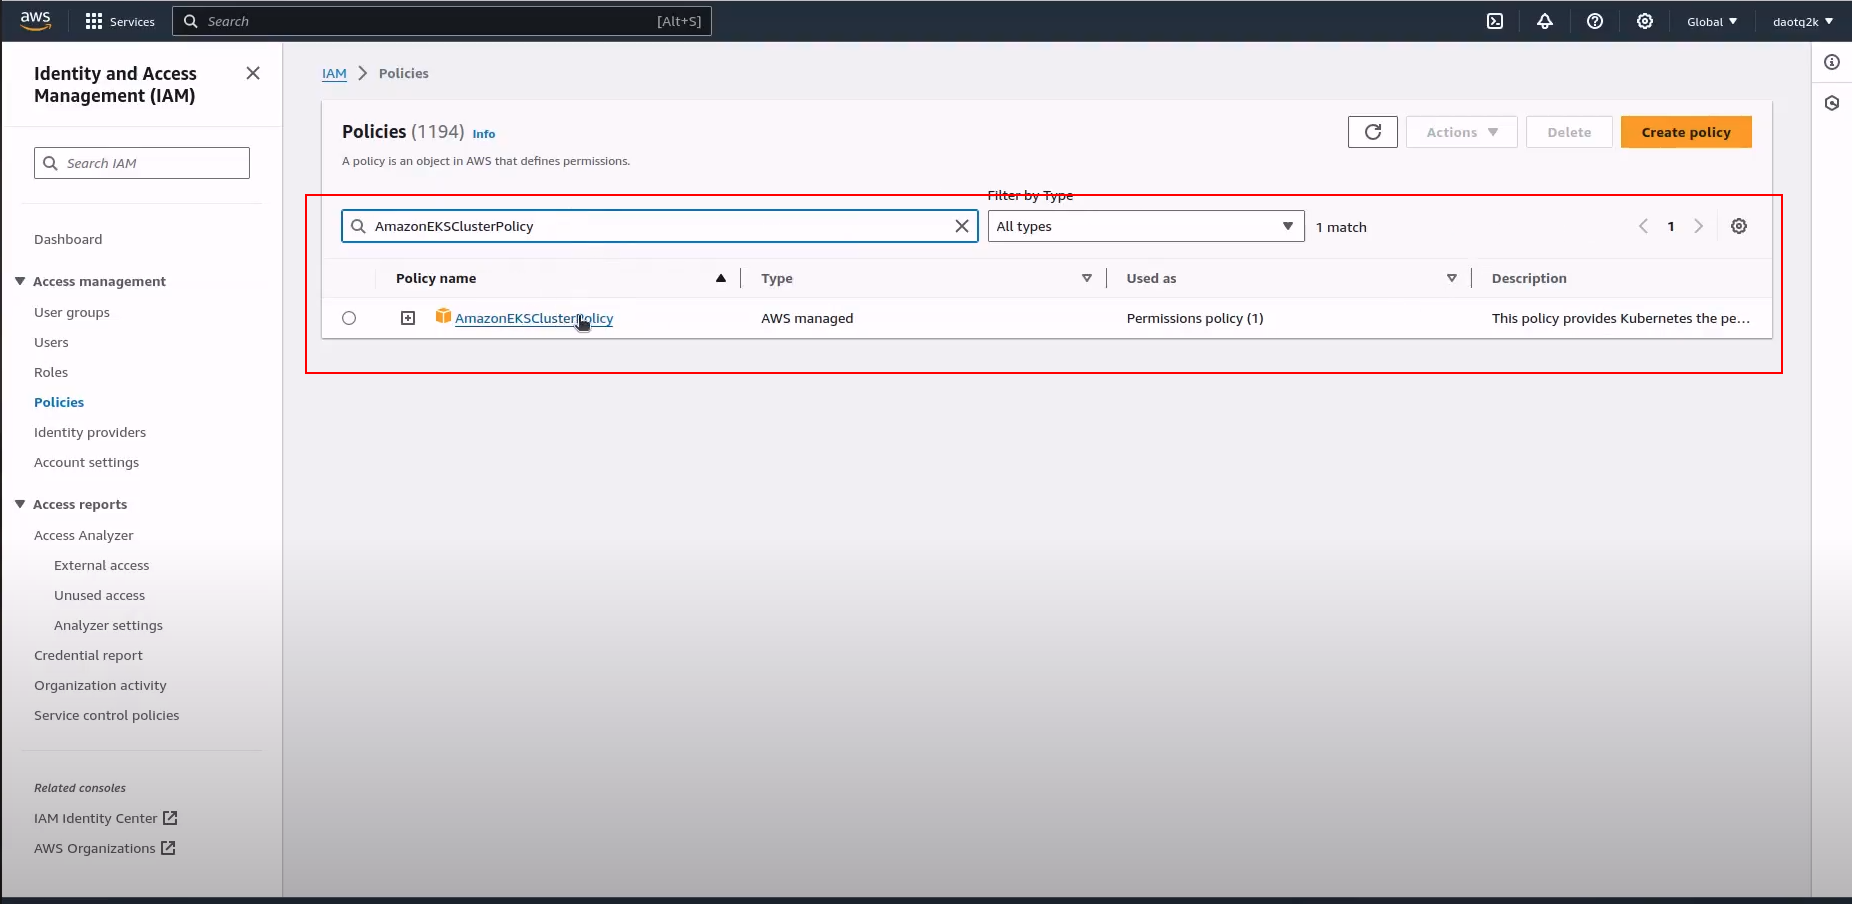 aws
Services
Search
[Alt+S]
Global
daotq2k
Identity and Access
Management (IAM)
Search IAM
Dashboard
Access management
User groups
Users
Roles
Policies
Identity providers
Account settings
Access reports
Access Analyzer
External access
Unused access
Analyzer settings
Credential report
Organization activity
Service control policies
Related consoles
IAM Identity Center
AWS Organizations
IAM > Policies
Policies (1194) Info
A policy is an object in AWS that defines permissions.
Actions
Delete
Create policy
Filter by Type
AmazonEKSClusterPolicy
All types
1 match
1
Policy name
Type
Used as
Description
AmazonEKSClusterPolicy
AWS managed
Permissions policy (1)
This policy provides Kubernetes the pe...